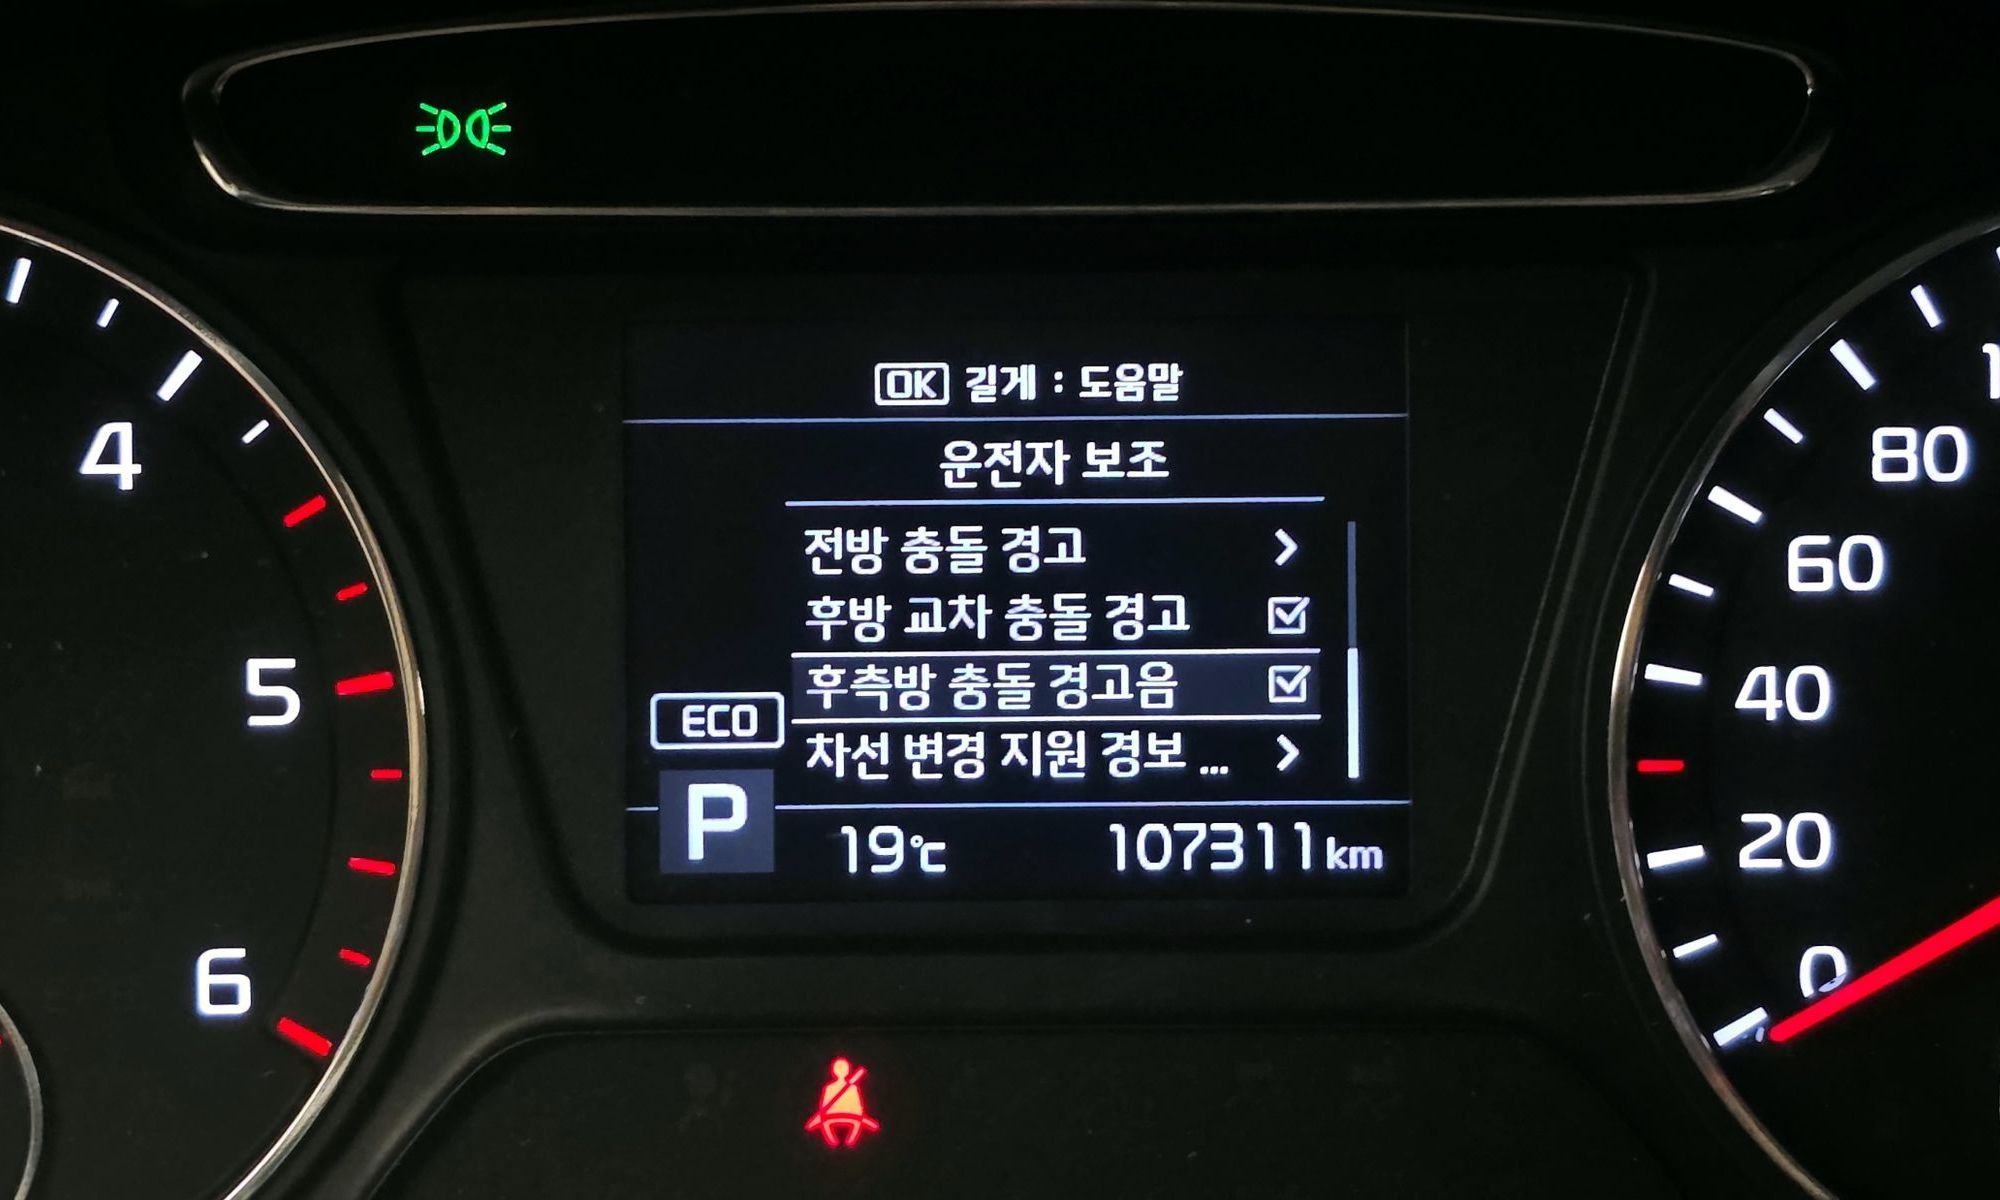 OK 길게 : 도움말
운전자 보조
전방 충돌 경고
후방 교차 충돌 경고
후측방 충돌 경고음
차선 변경 지원 경보 ...
ECO
P
19℃ 107311 km
4
5
6
80
60
40
20
0